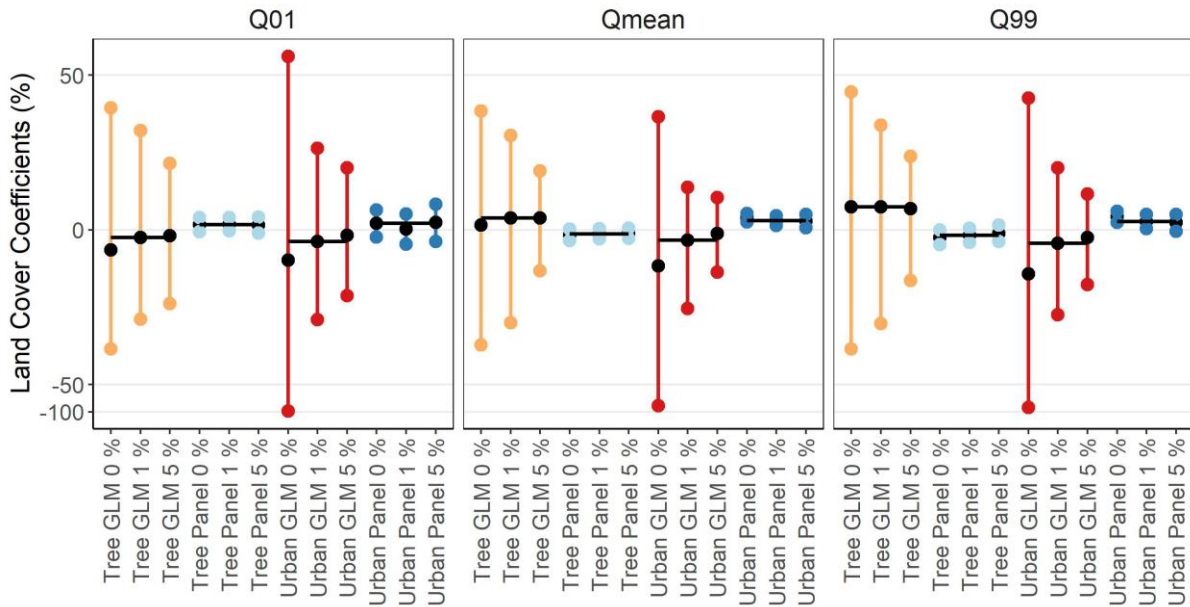 Q01
Qmean
Q99
Land Cover Coefficients (%)
50
0
-50
-100
Tree GLM 0 %
Tree GLM 1 %
Tree GLM 5 %
Tree Panel 0 %
Tree Panel 1 %
Tree Panel 5 %
Urban GLM 0 %
Urban GLM 1 %
Urban GLM 5 %
Urban Panel 0 %
Urban Panel 1 %
Urban Panel 5 %
Tree GLM 0 %
Tree GLM 1 %
Tree GLM 5 %
Tree Panel 0 %
Tree Panel 1 %
Tree Panel 5 %
Urban GLM 0 %
Urban GLM 1 %
Urban GLM 5 %
Urban Panel 0 %
Urban Panel 1 %
Urban Panel 5 %
Tree GLM 0 %
Tree GLM 1 %
Tree GLM 5 %
Tree Panel 0 %
Tree Panel 1 %
Tree Panel 5 %
Urban GLM 0 %
Urban GLM 1 %
Urban GLM 5 %
Urban Panel 0 %
Urban Panel 1 %
Urban Panel 5 %